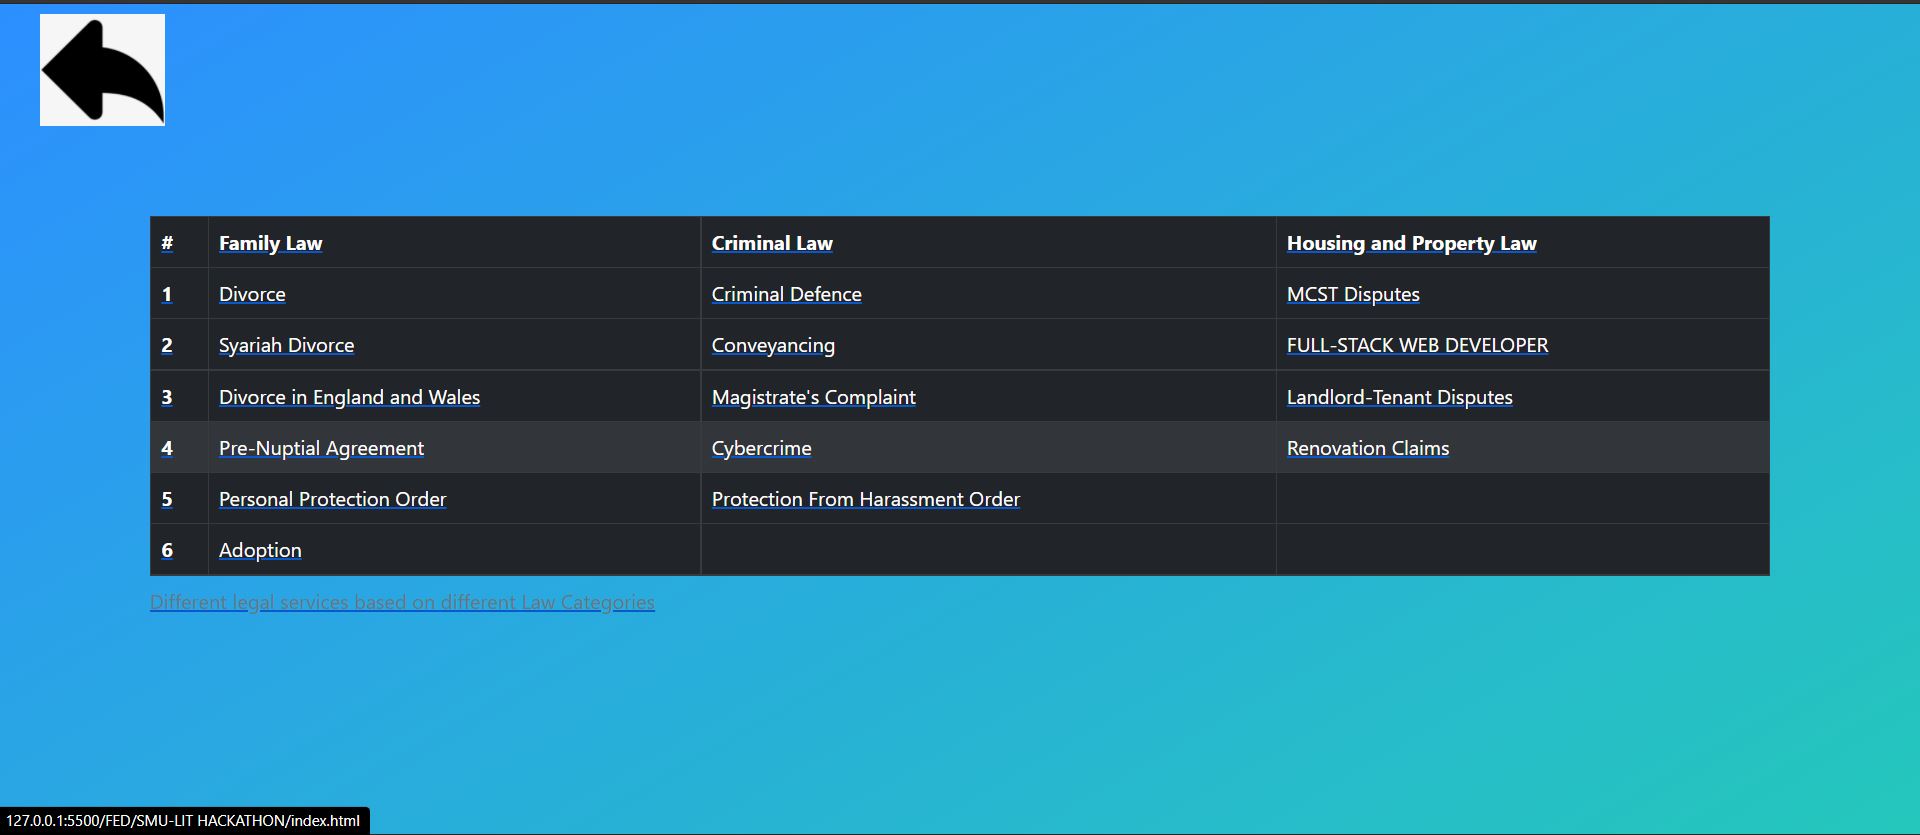 # Family Law Criminal Law Housing and Property Law
1 Divorce Criminal Defence MCST Disputes
2 Syariah Divorce Conveyancing FULL-STACK WEB DEVELOPER
3 Divorce in England and Wales Magistrate's Complaint Landlord-Tenant Disputes
4 Pre-Nuptial Agreement Cybercrime Renovation Claims
5 Personal Protection Order Protection From Harassment Order
6 Adoption
Different legal services based on different Law Categories
127.0.0.1:5500/FED/SMU-LIT HACKATHON/index.html